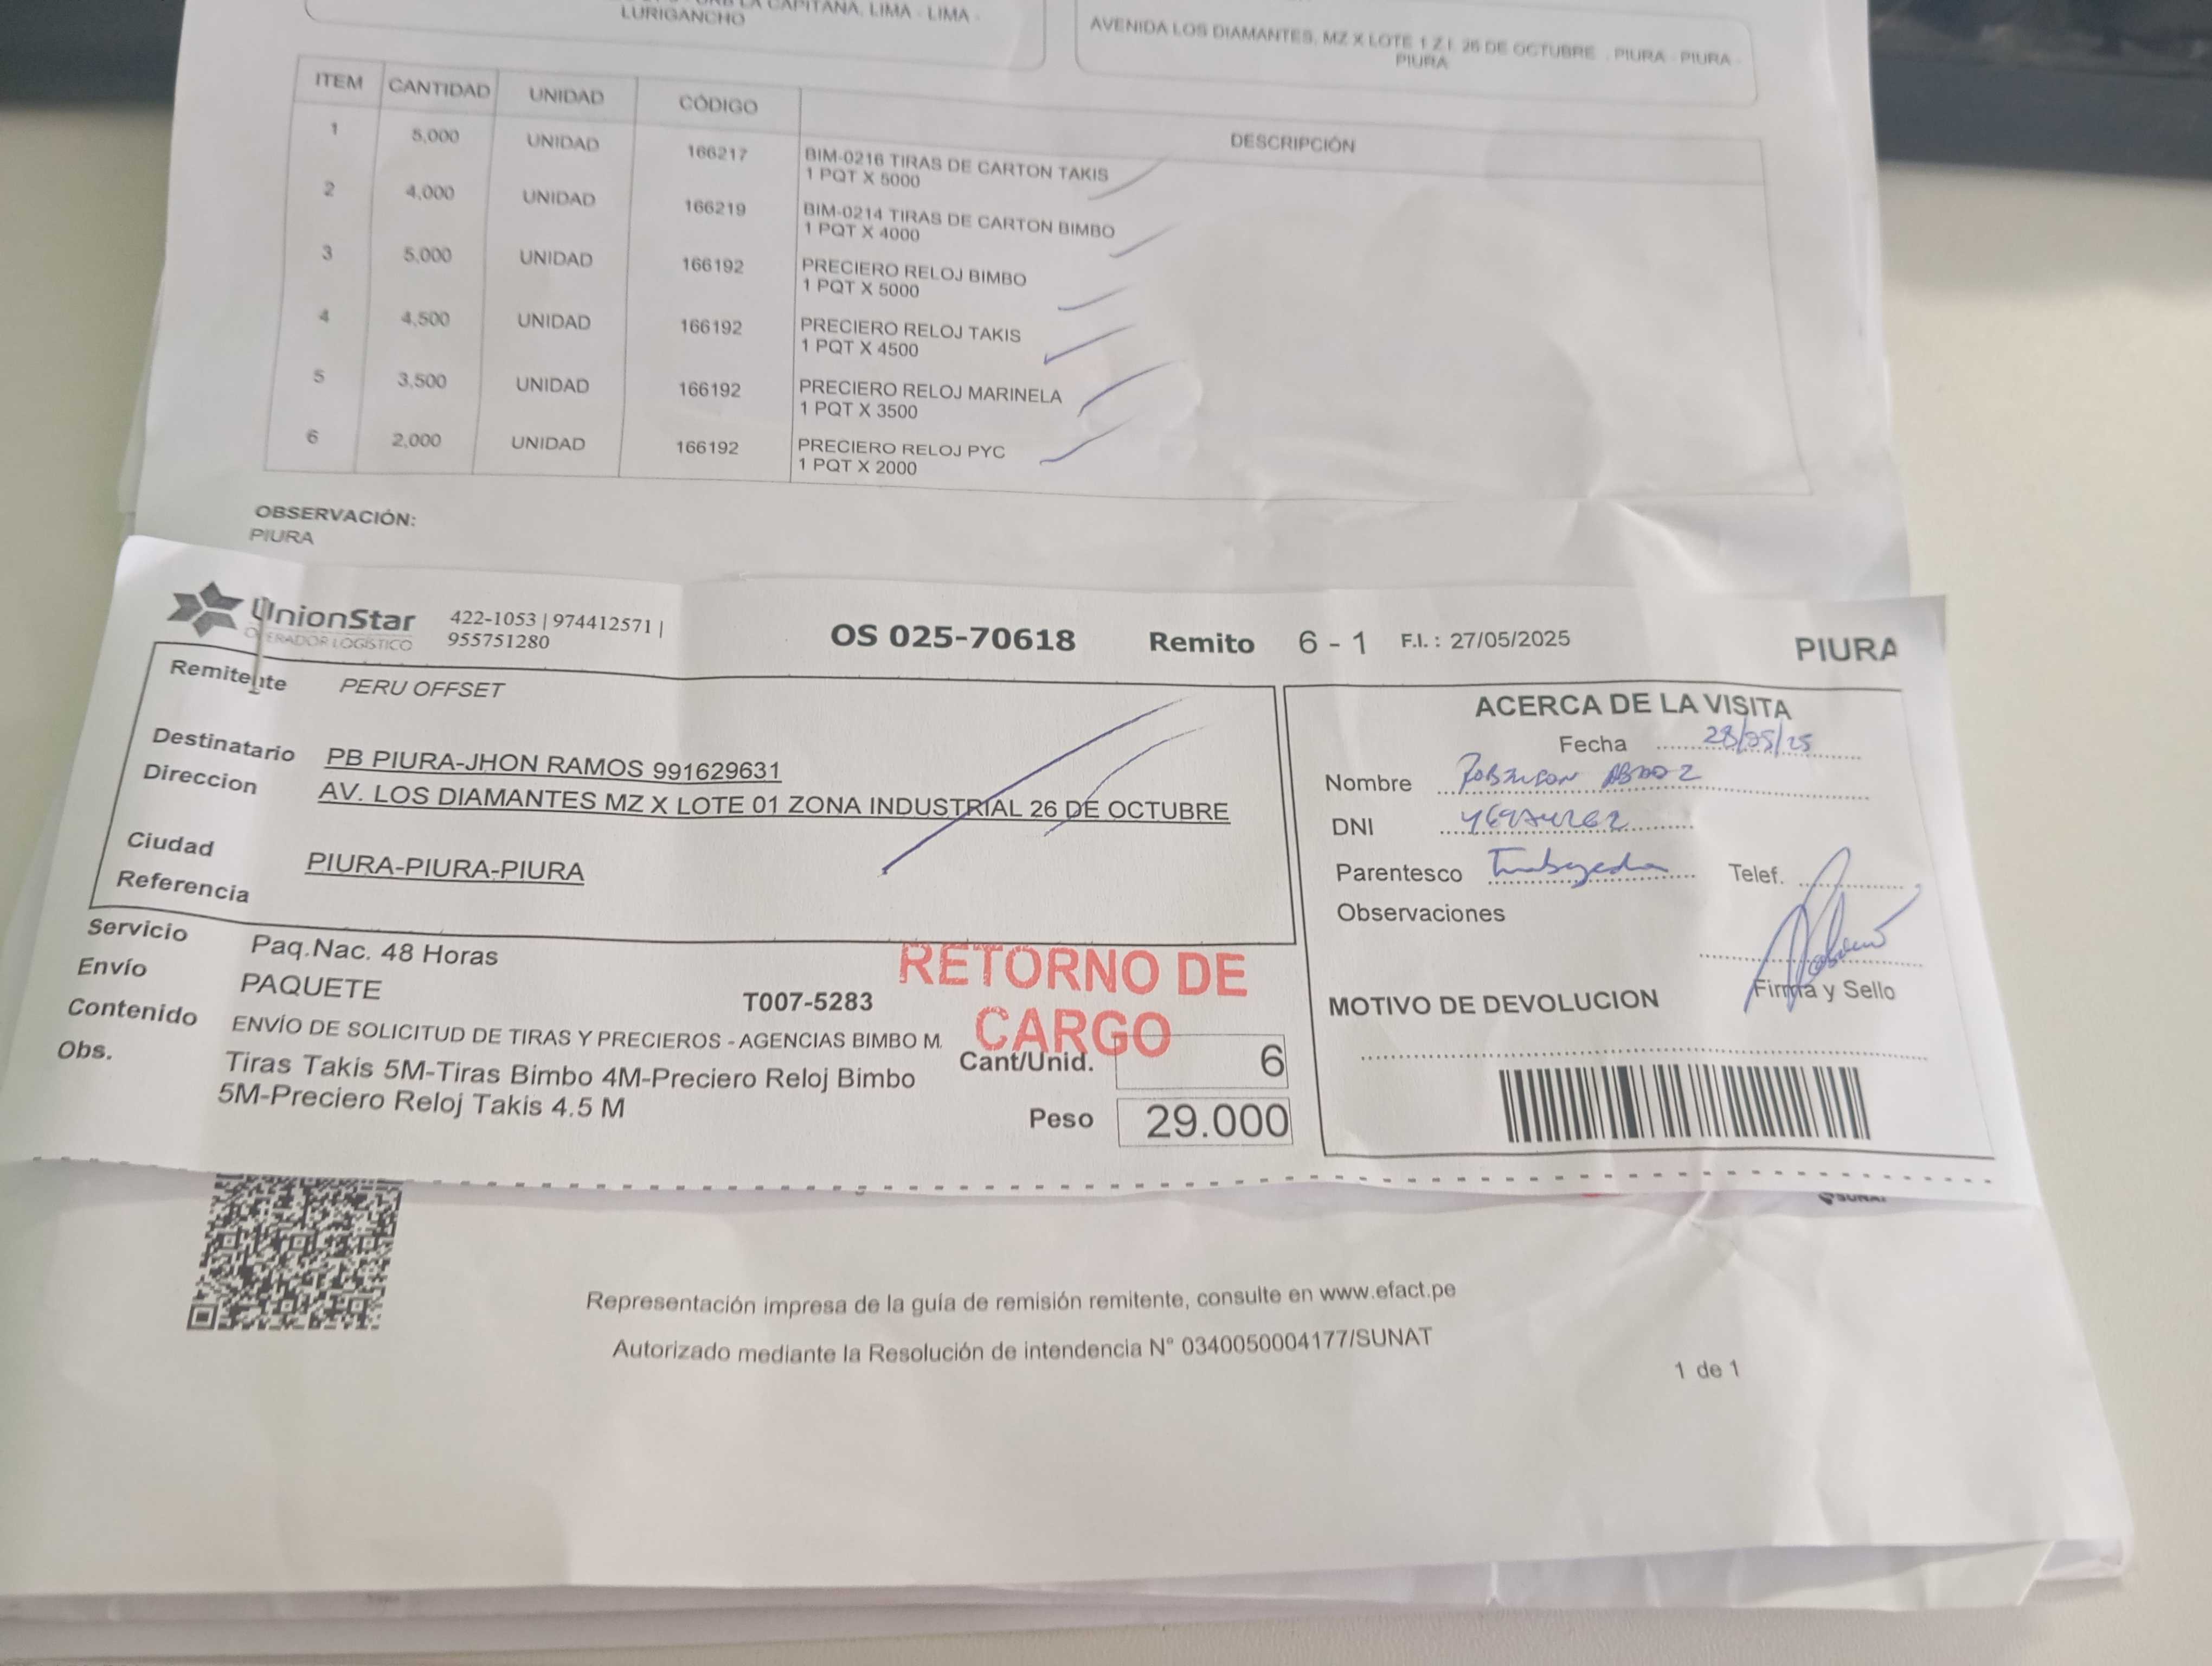 LA CAPITANA, LIMA - LIMA -
LURIGANCHO
AVENIDA LOS DIAMANTES, MZ X LOTE 1 Z.I. 26 DE OCTUBRE , PIURA - PIURA -
PIURA
ITEM CANTIDAD UNIDAD CÓDIGO DESCRIPCIÓN
1 5,000 UNIDAD 166217 BIM-0216 TIRAS DE CARTON TAKIS
1 PQT X 5000
2 4,000 UNIDAD 166219 BIM-0214 TIRAS DE CARTON BIMBO
1 PQT X 4000
3 5,000 UNIDAD 166192 PRECIERO RELOJ BIMBO
1 PQT X 5000
4 4,500 UNIDAD 166192 PRECIERO RELOJ TAKIS
1 PQT X 4500
5 3,500 UNIDAD 166192 PRECIERO RELOJ MARINELA
1 PQT X 3500
6 2,000 UNIDAD 166192 PRECIERO RELOJ PYC
1 PQT X 2000
OBSERVACIÓN:
PIURA
UnionStar
OPERADOR LOGÍSTICO
422-1053 | 974412571 |
955751280
OS 025-70618 Remito 6 - 1 F.I. : 27/05/2025 PIURA
Remitente PERU OFFSET
Destinatario PB PIURA-JHON RAMOS 991629631
Direccion AV. LOS DIAMANTES MZ X LOTE 01 ZONA INDUSTRIAL 26 DE OCTUBRE
Ciudad PIURA-PIURA-PIURA
Referencia
Servicio Paq.Nac. 48 Horas
Envío PAQUETE
T007-5283
Contenido ENVÍO DE SOLICITUD DE TIRAS Y PRECIEROS - AGENCIAS BIMBO M
Obs. Tiras Takis 5M-Tiras Bimbo 4M-Preciero Reloj Bimbo
5M-Preciero Reloj Takis 4.5 M
RETORNO DE
CARGO
Cant/Unid. 6
Peso 29.000
ACERCA DE LA VISITA
Fecha 28/05/25
Nombre
DNI
Parentesco Telef.
Observaciones
Firma y Sello
MOTIVO DE DEVOLUCION
SUNAT
Representación impresa de la guía de remisión remitente, consulte en www.efact.pe
Autorizado mediante la Resolución de intendencia N° 0340050004177/SUNAT
1 de 1